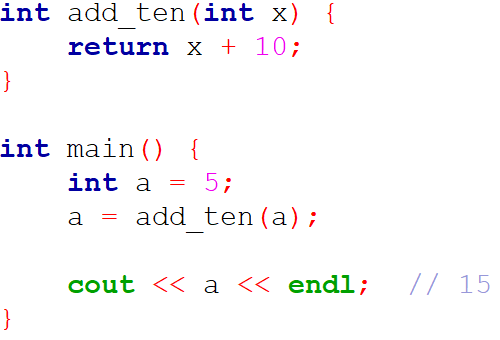 int add_ten(int x) {
    return x + 10;
}

int main() {
    int a = 5;
    a = add_ten(a);

    cout << a << endl;  // 15
}